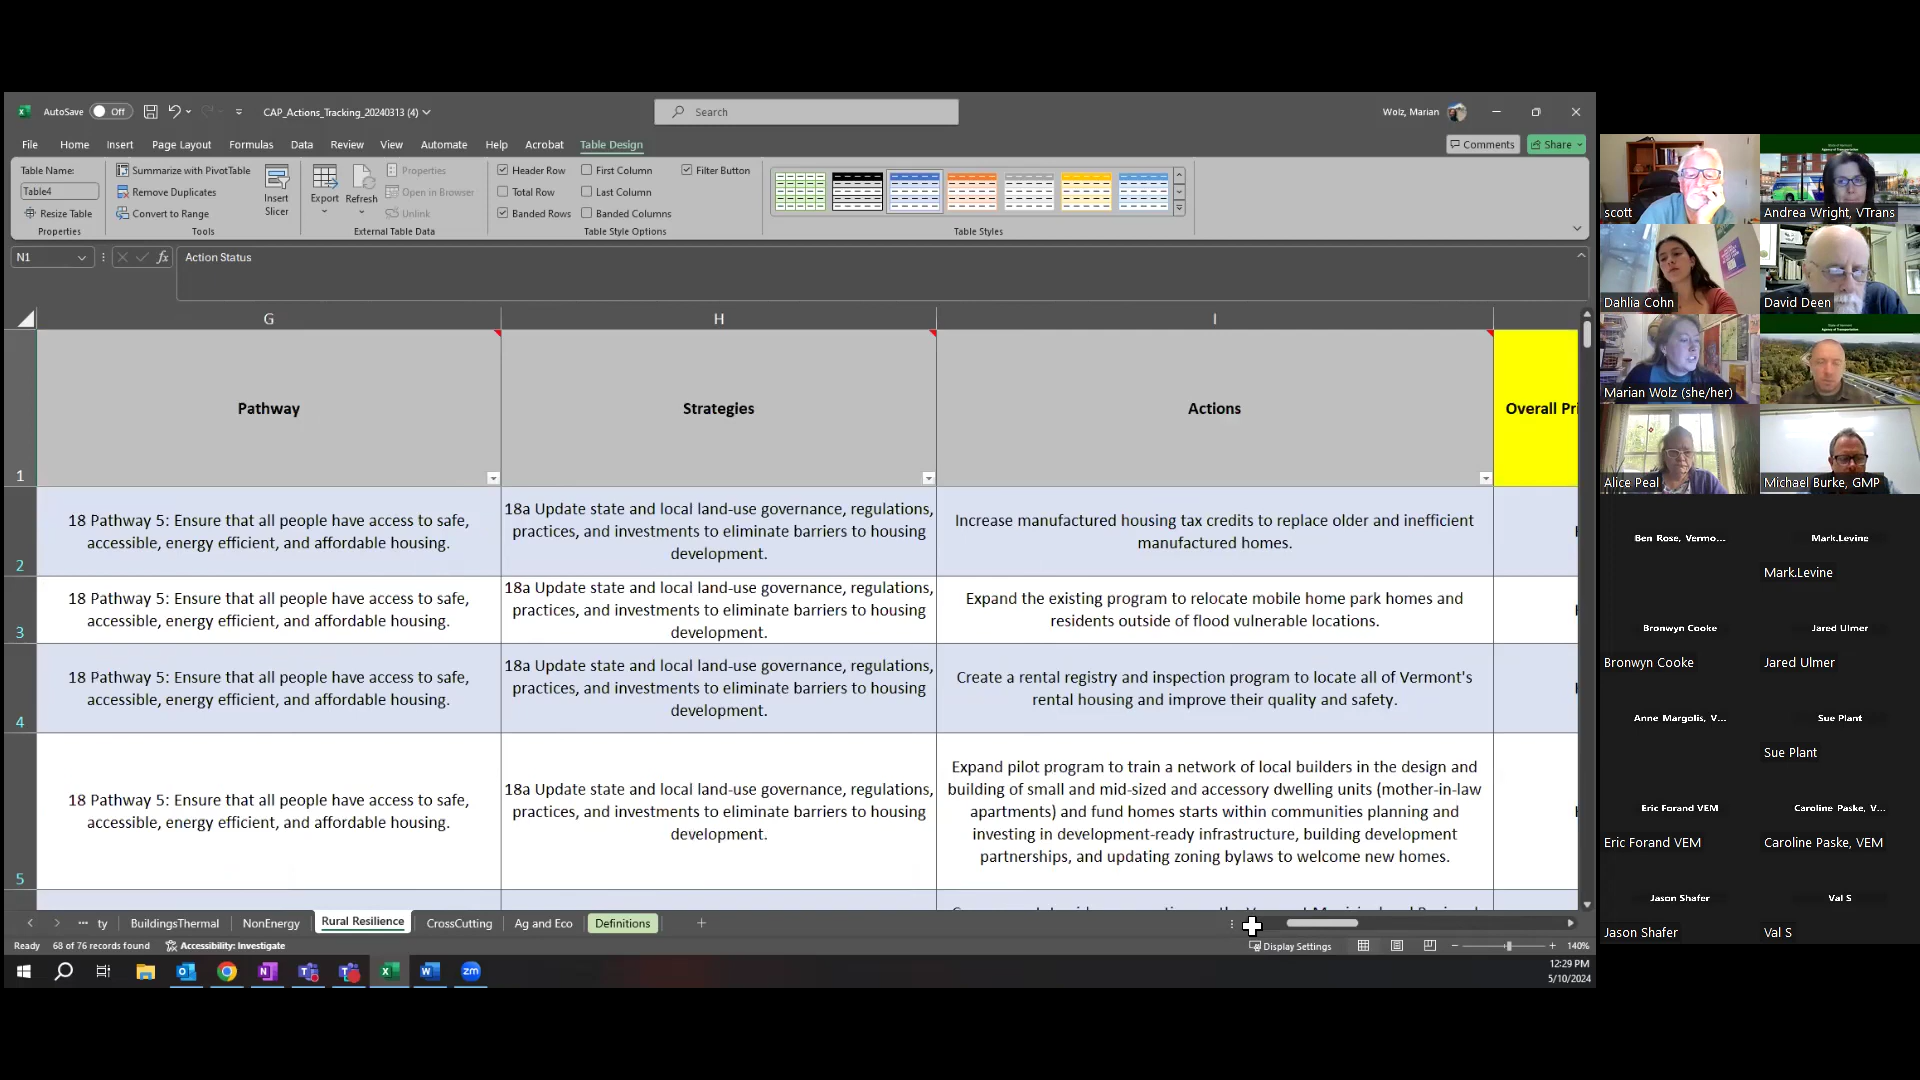 AutoSave Off CAP_Actions_Tracking_20240313 (4) Search Wolz, Marian
File Home Insert Page Layout Formulas Data Review View Automate Help Acrobat Table Design Comments Share
Table Name:
Table4
Resize Table
Properties
Summarize with PivotTable
Remove Duplicates
Convert to Range
Tools
Insert
Slicer
Export
Refresh
Properties
Open in Browser
Unlink
External Table Data
Header Row First Column Filter Button
Total Row Last Column
Banded Rows Banded Columns
Table Style Options
Table Styles
N1 fx Action Status
G H I
1 Pathway Strategies Actions Overall Pri
2
18 Pathway 5: Ensure that all people have access to safe,
accessible, energy efficient, and affordable housing.
18a Update state and local land-use governance, regulations,
practices, and investments to eliminate barriers to housing
development.
Increase manufactured housing tax credits to replace older and inefficient
manufactured homes.
3
18 Pathway 5: Ensure that all people have access to safe,
accessible, energy efficient, and affordable housing.
18a Update state and local land-use governance, regulations,
practices, and investments to eliminate barriers to housing
development.
Expand the existing program to relocate mobile home park homes and
residents outside of flood vulnerable locations.
4
18 Pathway 5: Ensure that all people have access to safe,
accessible, energy efficient, and affordable housing.
18a Update state and local land-use governance, regulations,
practices, and investments to eliminate barriers to housing
development.
Create a rental registry and inspection program to locate all of Vermont's
rental housing and improve their quality and safety.
5
18 Pathway 5: Ensure that all people have access to safe,
accessible, energy efficient, and affordable housing.
18a Update state and local land-use governance, regulations,
practices, and investments to eliminate barriers to housing
development.
Expand pilot program to train a network of local builders in the design and
building of small and mid-sized and accessory dwelling units (mother-in-law
apartments) and fund homes starts within communities planning and
investing in development-ready infrastructure, building development
partnerships, and updating zoning bylaws to welcome new homes.
ty BuildingsThermal NonEnergy Rural Resilience CrossCutting Ag and Eco Definitions
Ready 68 of 76 records found Accessibility: Investigate Display Settings 140%
12:29 PM
5/10/2024
scott
Andrea Wright, VTrans
Dahlia Cohn
David Deen
Marian Wolz (she/her)
Alice Peal
Michael Burke, GMP
Ben Rose, Vermo...
Mark.Levine
Mark.Levine
Bronwyn Cooke
Bronwyn Cooke
Jared Ulmer
Jared Ulmer
Anne Margolis, V...
Sue Plant
Sue Plant
Eric Forand VEM
Eric Forand VEM
Caroline Paske, V...
Caroline Paske, VEM
Jason Shafer
Jason Shafer
Val S
Val S